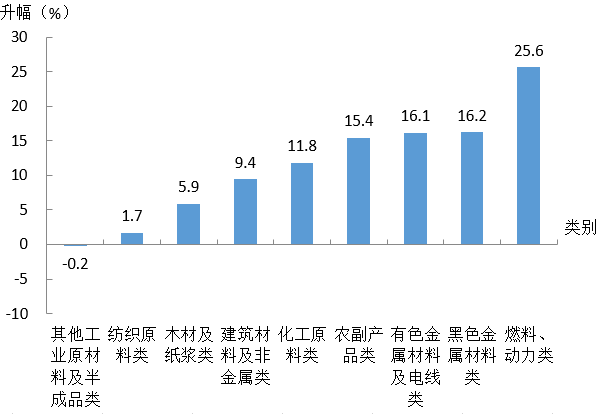 升幅（%）
30
25
20
15
10
5
0
-5
-10
-0.2
1.7
5.9
9.4
11.8
15.4
16.1
16.2
25.6
类别
其他工
业原材
料及半
成品类
纺织原
料类
木材及
纸浆类
建筑材
料及非
金属类
化工原
料类
农副产
品类
有色金
属材料
及电线
类
黑色金
属材料
类
燃料、
动力类